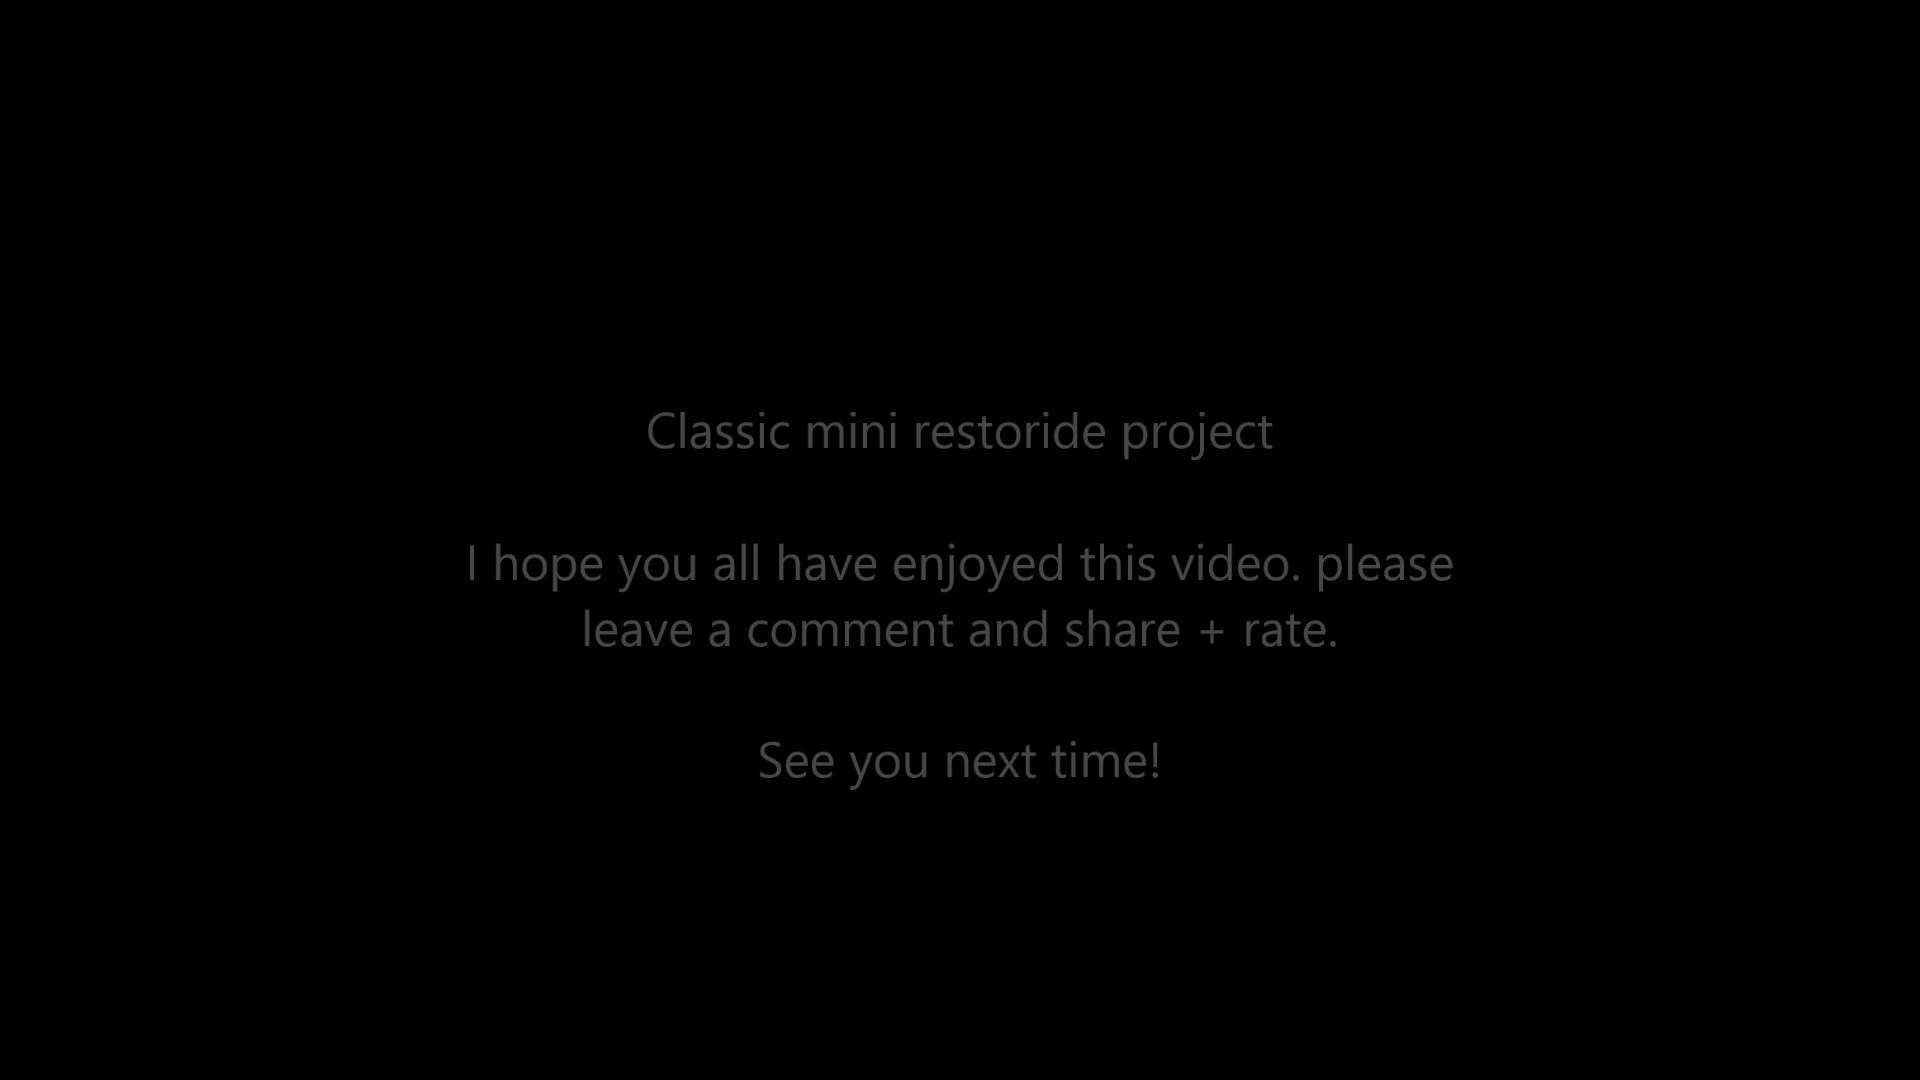 Classic mini restoride project
I hope you all have enjoyed this video. please
leave a comment and share + rate.
See you next time!